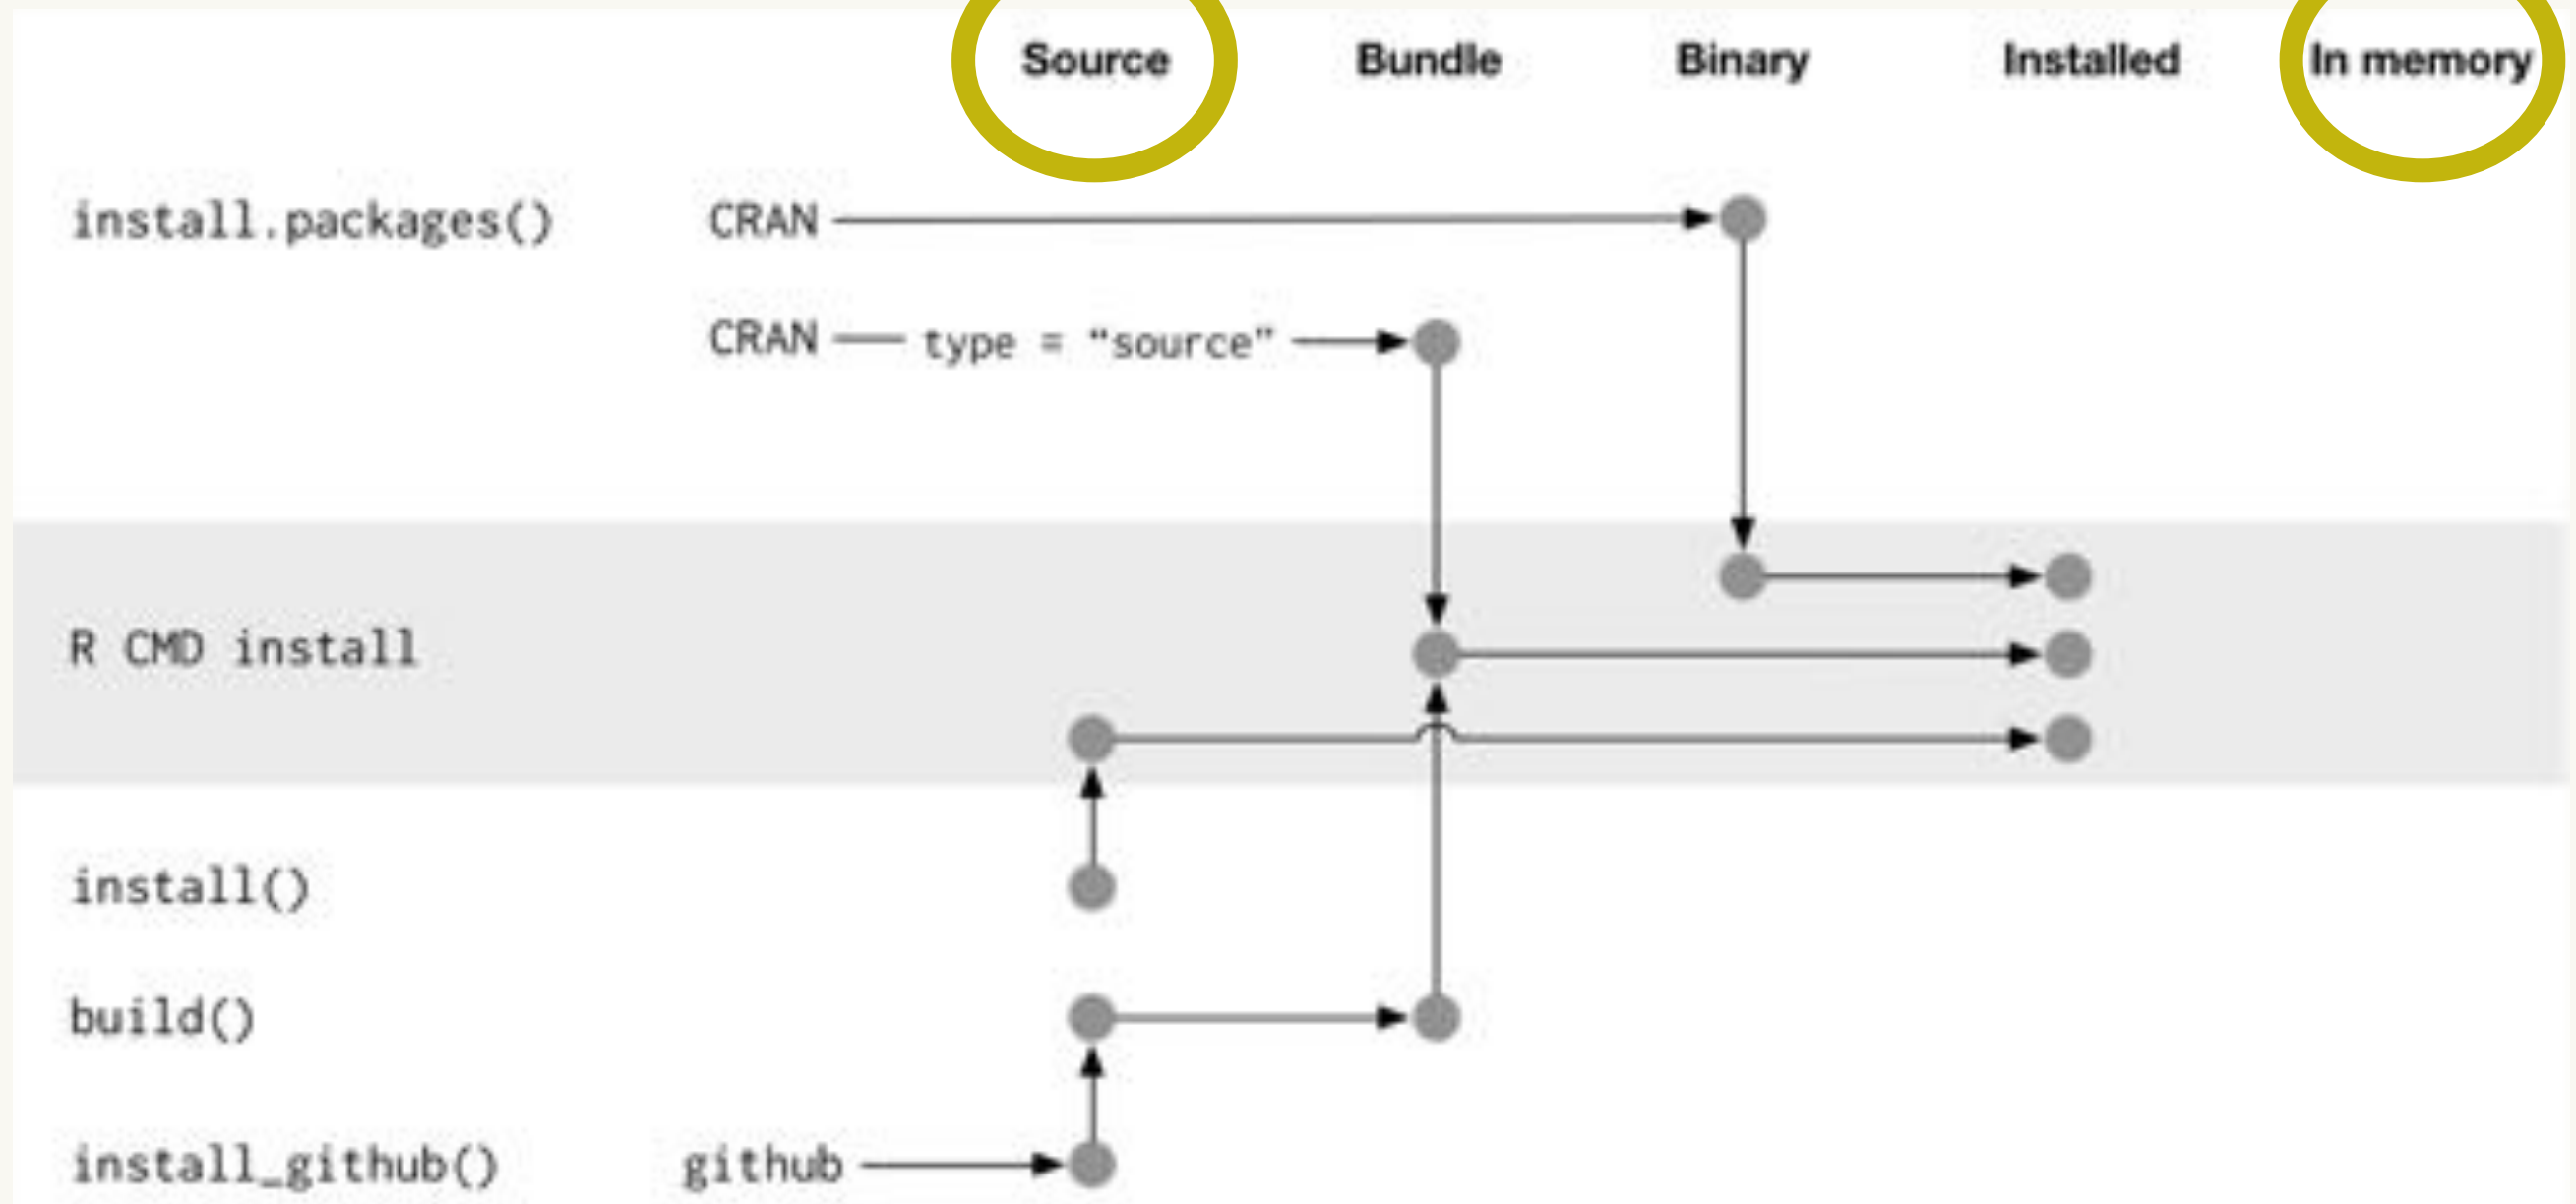 Source Bundle Binary Installed In memory
install.packages() CRAN
CRAN type = “source”
R CMD install
install()
build()
install_github() github